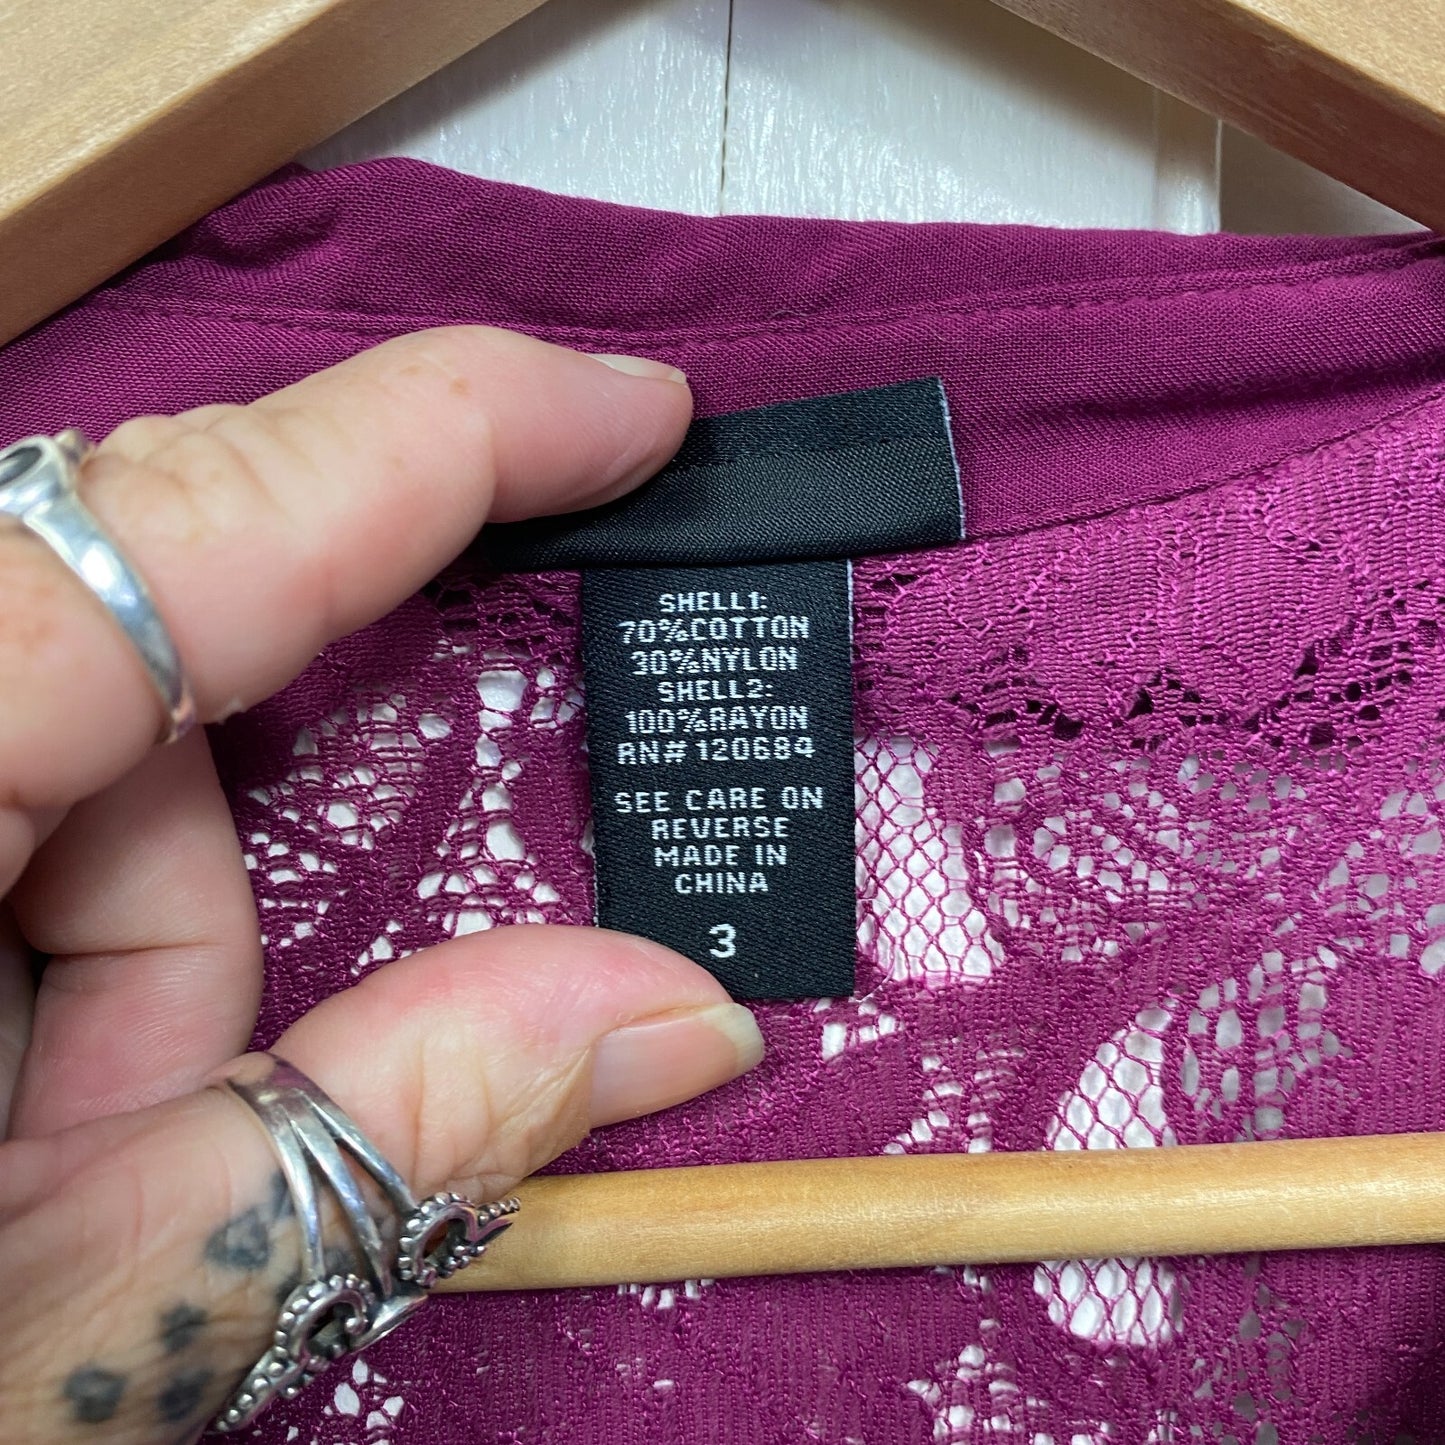 SHELL1:
70%COTTON
30%NYLON
SHELL2:
100%RAYON
RN#120684
SEE CARE ON
REVERSE
MADE IN
CHINA
3